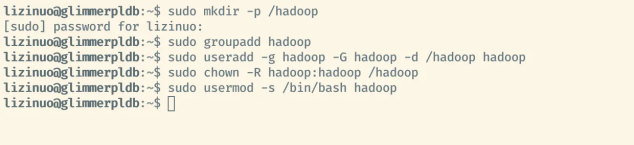 lizinuo@glimmerpldb:~$ sudo mkdir -p /hadoop
[sudo] password for lizinuo:
lizinuo@glimmerpldb:~$ sudo groupadd hadoop
lizinuo@glimmerpldb:~$ sudo useradd -g hadoop -G hadoop -d /hadoop hadoop
lizinuo@glimmerpldb:~$ sudo chown -R hadoop:hadoop /hadoop
lizinuo@glimmerpldb:~$ sudo usermod -s /bin/bash hadoop
lizinuo@glimmerpldb:~$